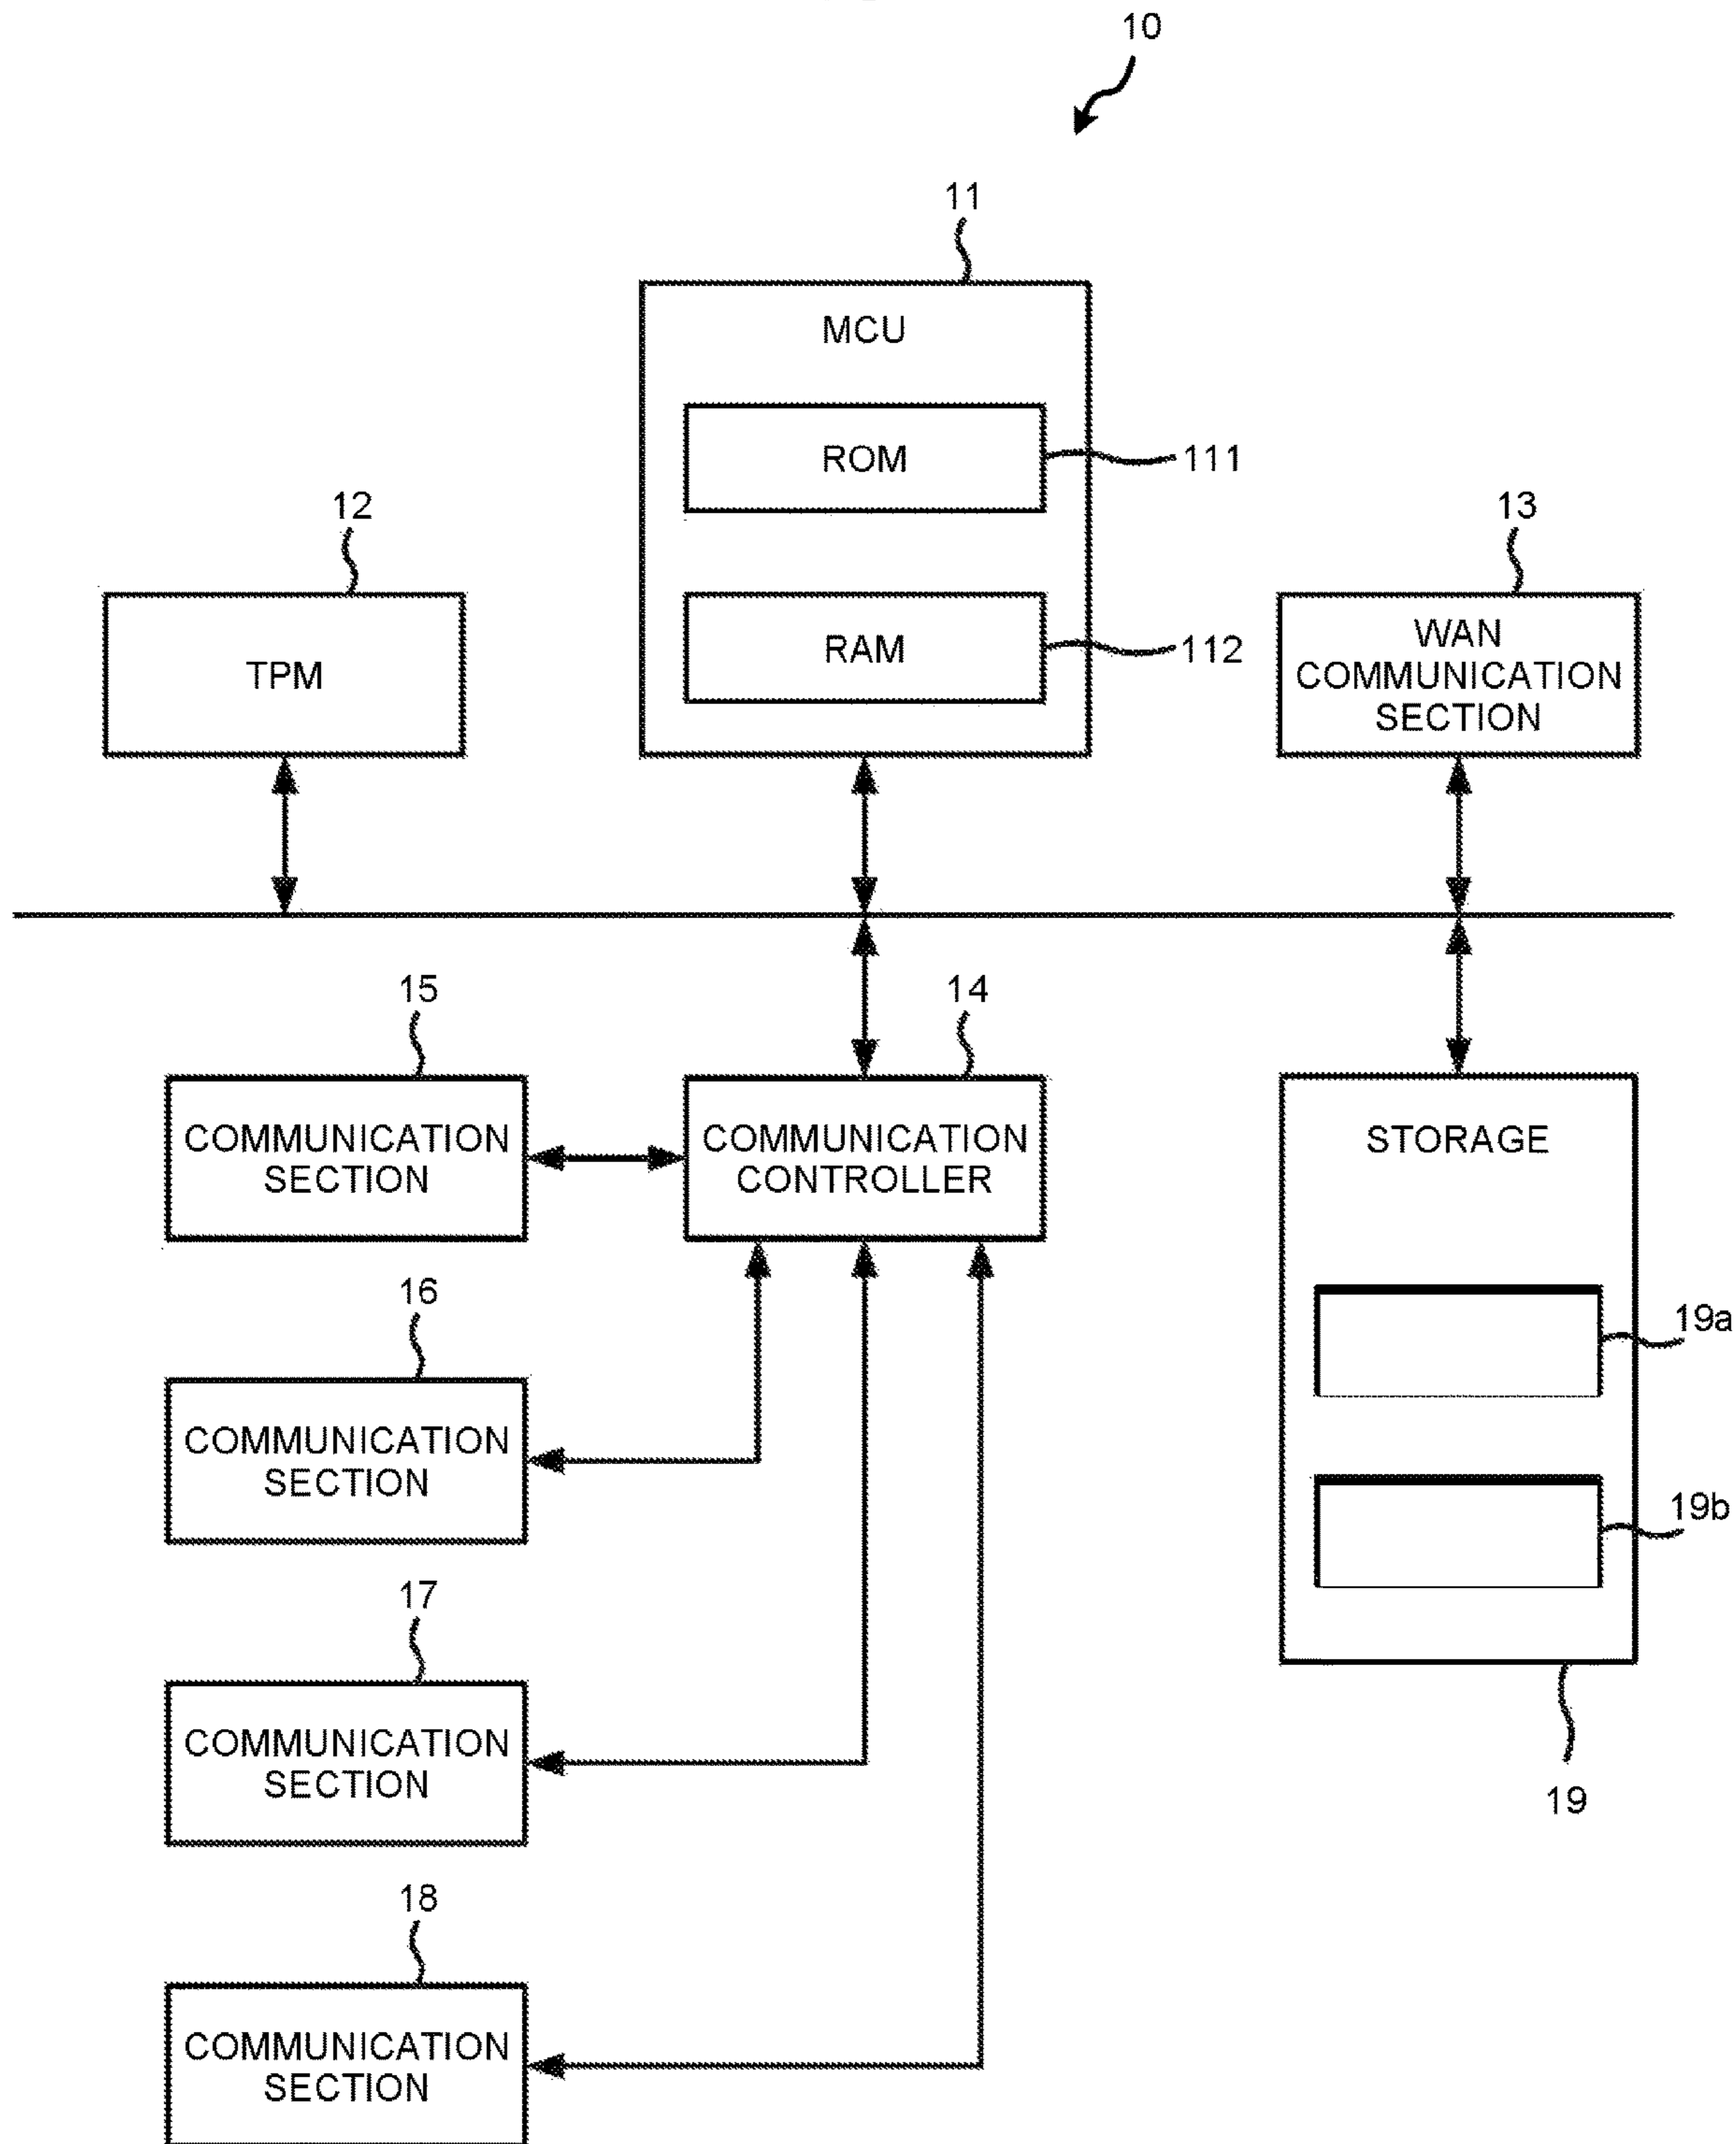 10
11
MCU
ROM
111
12
13
RAM
112
TPM
WAN
COMMUNICATION
SECTION
15
14
COMMUNICATION
SECTION
COMMUNICATION
CONTROLLER
STORAGE
16
19a
COMMUNICATION
SECTION
19b
17
COMMUNICATION
SECTION
19
18
COMMUNICATION
SECTION